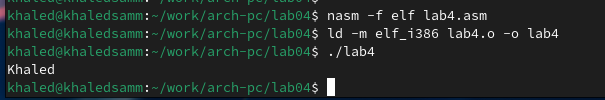 khaled@khaledsamm:~/work/arch-pc/lab04$ nasm -f elf lab4.asm
khaled@khaledsamm:~/work/arch-pc/lab04$ ld -m elf_i386 lab4.o -o lab4
khaled@khaledsamm:~/work/arch-pc/lab04$ ./lab4
Khaled
khaled@khaledsamm:~/work/arch-pc/lab04$